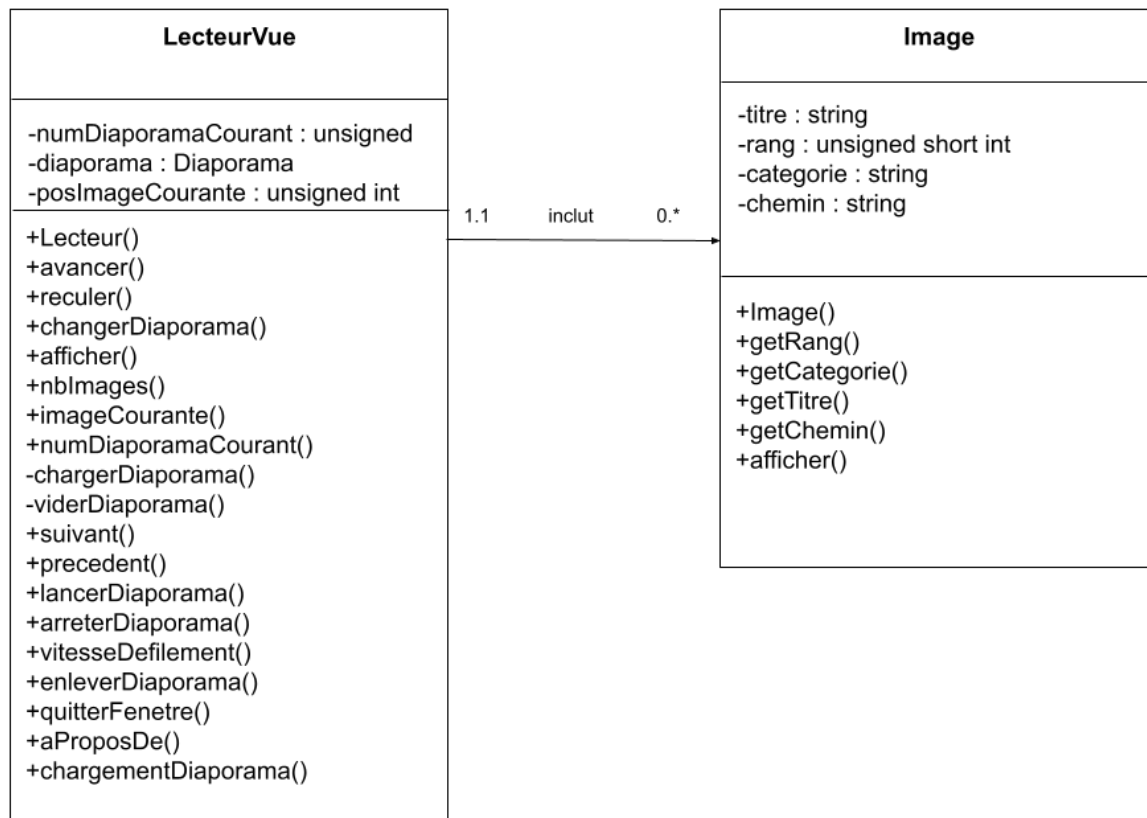 LecteurVue
-numDiaporamaCourant : unsigned
-diaporama : Diaporama
-posImageCourante : unsigned int
+Lecteur()
+avancer()
+reculer()
+changerDiaporama()
+afficher()
+nbImages()
+imageCourante()
+numDiaporamaCourant()
-chargerDiaporama()
-viderDiaporama()
+suivant()
+precedent()
+lancerDiaporama()
+arreterDiaporama()
+vitesseDefilement()
+enleverDiaporama()
+quitterFenetre()
+aProposDe()
+chargementDiaporama()
1.1 inclut 0.*
Image
-titre : string
-rang : unsigned short int
-categorie : string
-chemin : string
+Image()
+getRang()
+getCategorie()
+getTitre()
+getChemin()
+afficher()